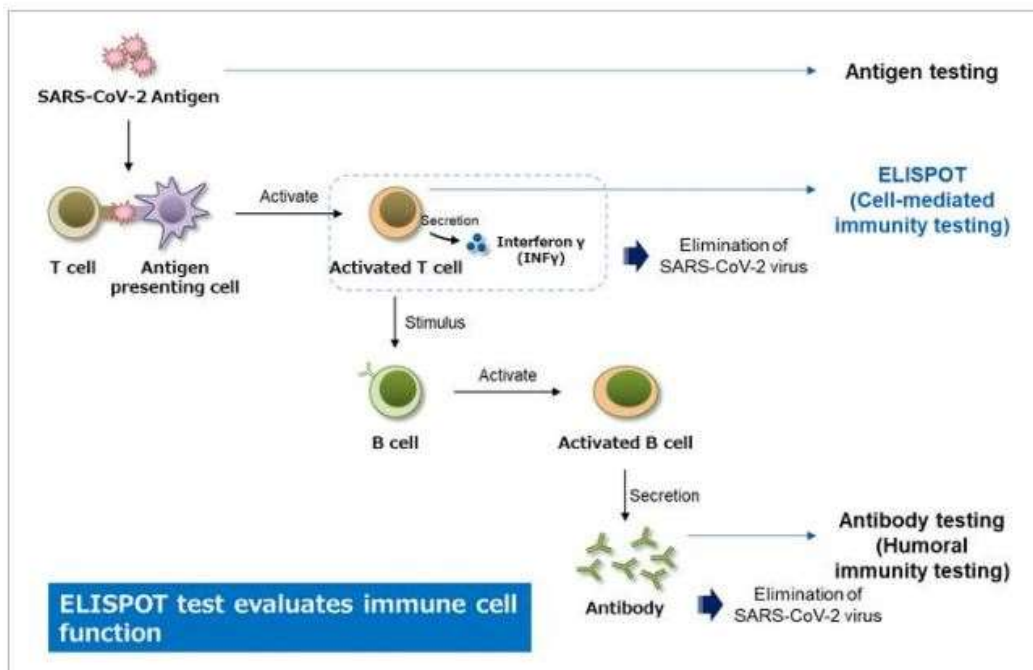 SARS-CoV-2 Antigen
Antigen testing
T cell
Antigen
presenting cell
Activate
Activated T cell
Secretion
Interferon γ
(INFγ)
ELISPOT
(Cell-mediated
immunity testing)
Elimination of
SARS-CoV-2 virus
Stimulus
B cell
Activate
Activated B cell
Secretion
Antibody
Antibody testing
(Humoral
immunity testing)
Elimination of
SARS-CoV-2 virus
ELISPOT test evaluates immune cell
function